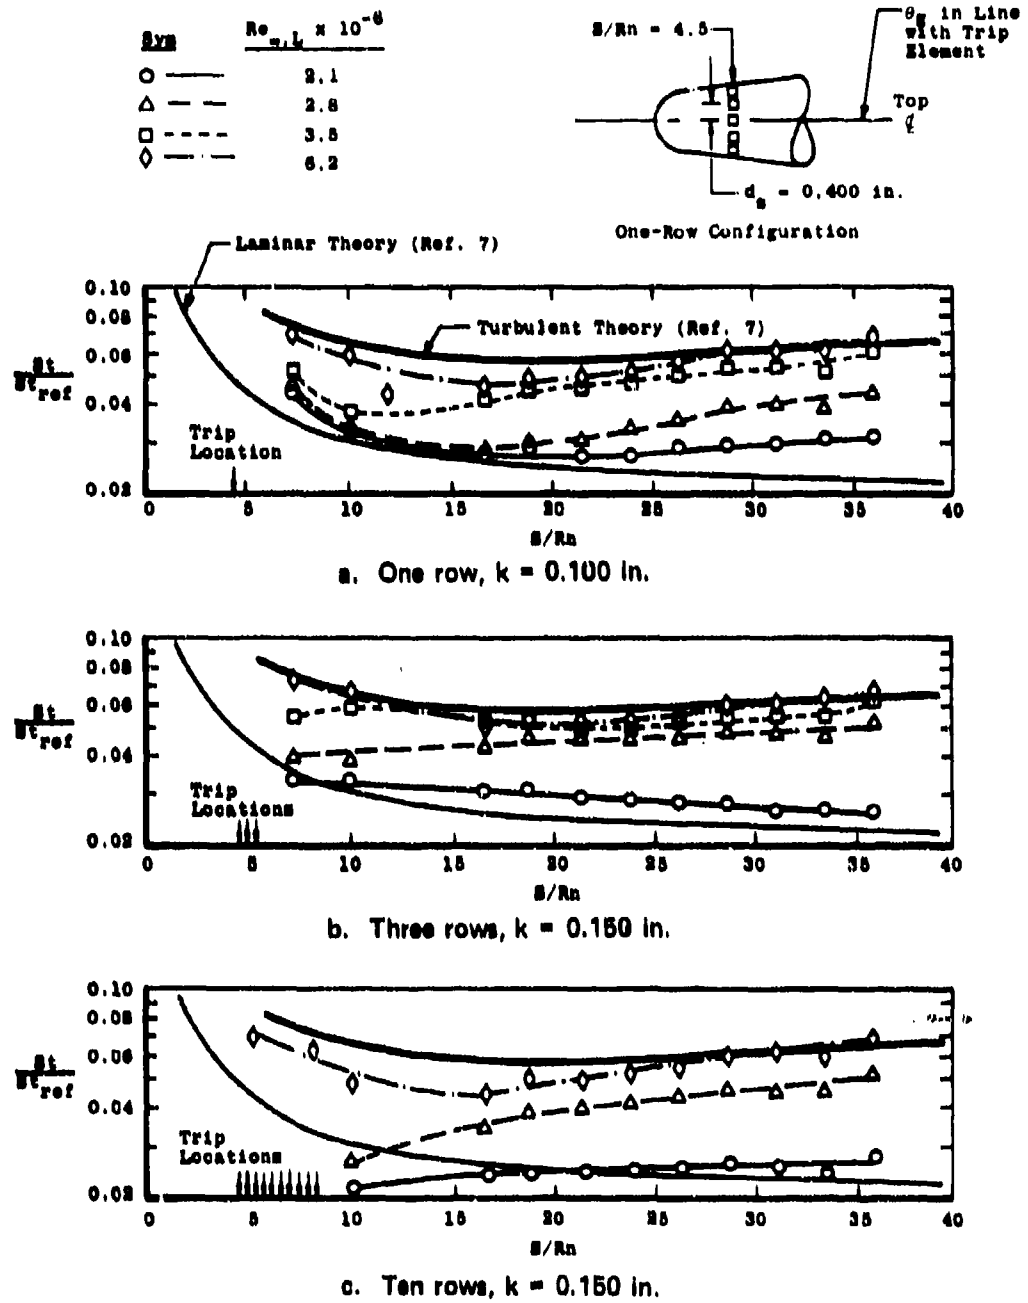 Sym
Re∞,L x 10⁻⁶
2.1
2.8
3.5
6.2
S/Rn = 4.5
in Line
with Trip
Element
Top
℄
= 0.400 in.
One-Row Configuration
Laminar Theory (Ref. 7)
Turbulent Theory (Ref. 7)
0.10
0.08
0.06
0.04
0.02
St
St ref
Trip
Location
0 5 10 15 20 25 30 35 40
S/Rn
a. One row, k = 0.100 in.
0.10
0.08
0.06
0.04
0.02
St
St ref
Trip
Locations
0 5 10 15 20 25 30 35 40
S/Rn
b. Three rows, k = 0.150 in.
0.10
0.08
0.06
0.04
0.02
St
St ref
Trip
Locations
0 5 10 15 20 25 30 35 40
S/Rn
c. Ten rows, k = 0.150 in.